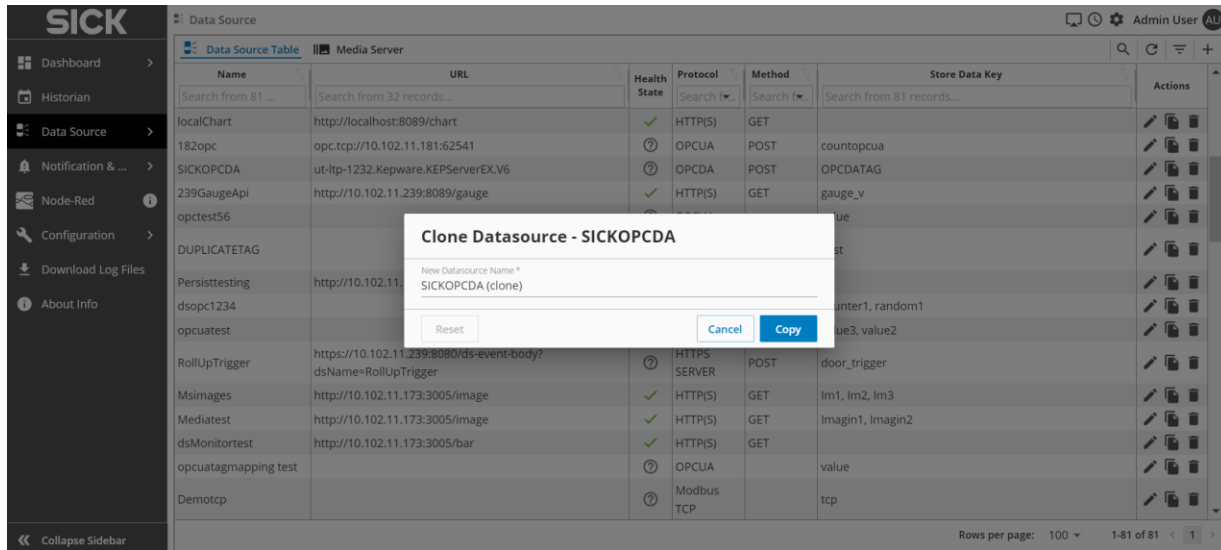 SICK
Data Source
Admin User AU
Dashboard
Historian
Data Source
Notification & ...
Node-Red
Configuration
Download Log Files
About Info
Collapse Sidebar
Data Source Table Media Server
Name URL Health State Protocol Method Store Data Key Actions
Search from 81 ... Search from 32 records... Search f... Search f... Search from 81 records...
localChart http://localhost:8089/chart HTTP(S) GET
182opc opc.tcp://10.102.11.181:62541 OPCUA POST countopcua
SICKOPCDA ut-ltp-1232.Kepware.KEPServerEX.V6 OPCDA POST OPCDATAG
239GaugeApi http://10.102.11.239:8089/gauge HTTP(S) GET gauge_v
opctest56
DUPLICATETAG
Persisttesting http://10.102.11.
dsopc1234 random1
opcuatest value2
RollUpTrigger https://10.102.11.239:8080/ds-event-body?
dsName=RollUpTrigger HTTPS
SERVER POST door_trigger
Msimages http://10.102.11.173:3005/image HTTP(S) GET Im1, Im2, Im3
Mediatest http://10.102.11.173:3005/image HTTP(S) GET Imagin1, Imagin2
dsMonitortest http://10.102.11.173:3005/bar HTTP(S) GET
opcuatagmapping test OPCUA value
Demotcp Modbus
TCP tcp
Clone Datasource - SICKOPCDA
New Datasource Name *
SICKOPCDA (clone)
Reset Cancel Copy
Rows per page: 100 1-81 of 81 1